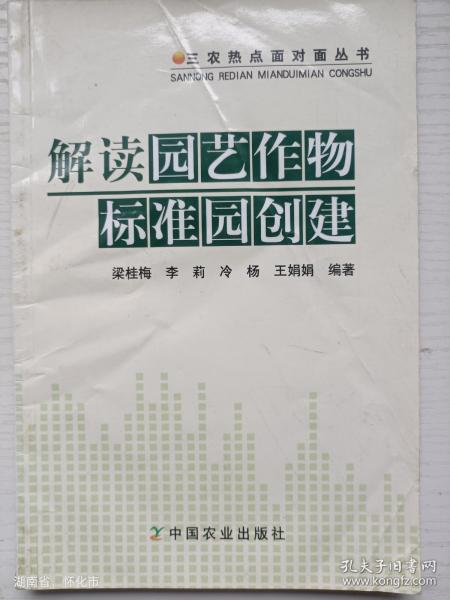 三农热点面对面丛书
SANNONG REDIAN MIANDUIMIAN CONGSHU
解读园艺作物
标准园创建
梁桂梅 李莉 冷杨 王娟娟 编著
中国农业出版社
湖南省,怀化市
孔夫子旧书网
www.kongfz.com